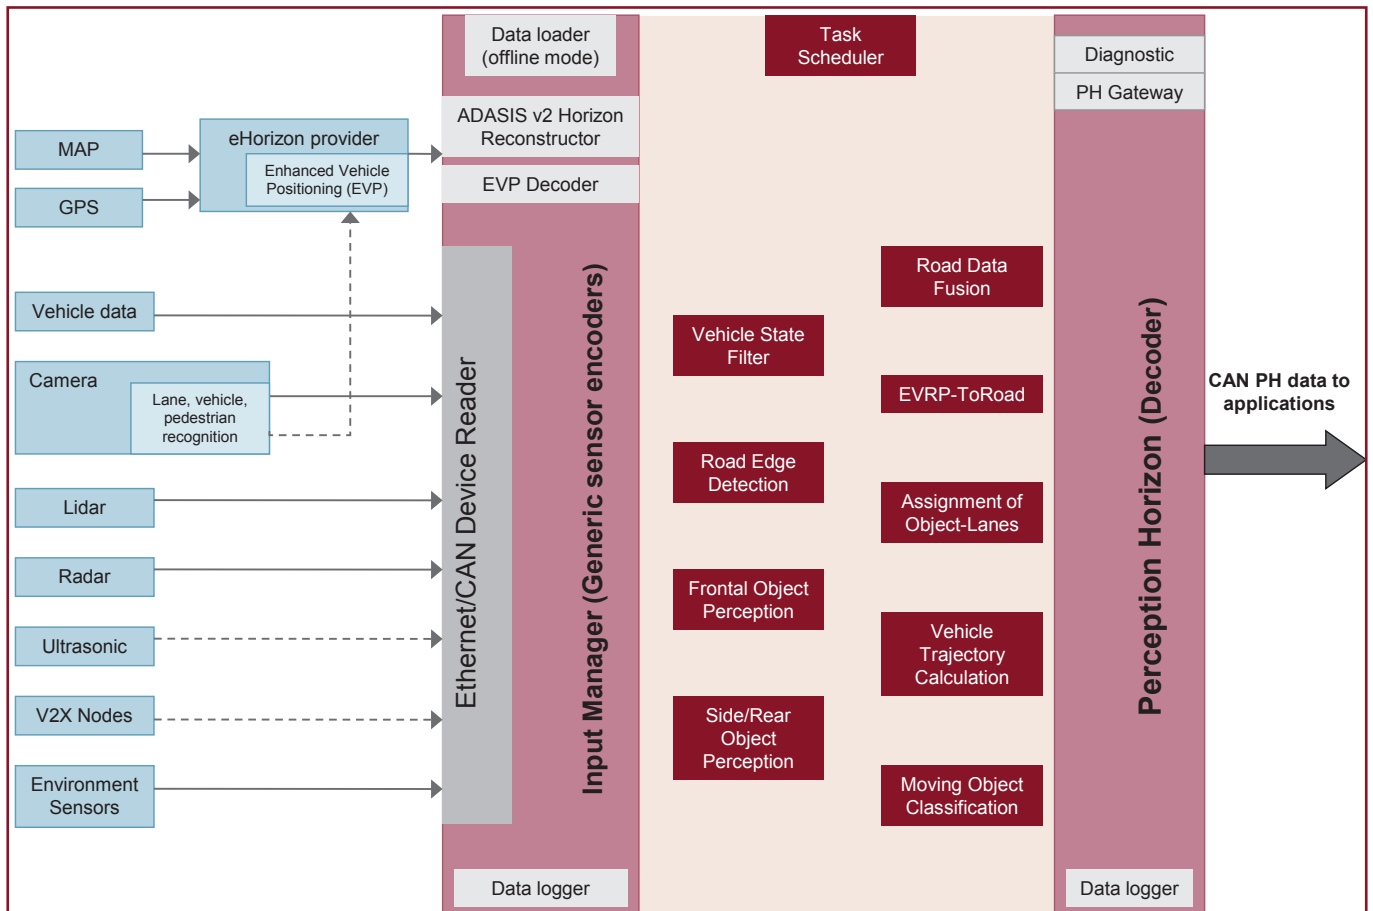 Data loader
(offline mode)
Task
Scheduler
Diagnostic
PH Gateway
ADASIS v2 Horizon
Reconstructor
EVP Decoder
MAP
GPS
eHorizon provider
Enhanced Vehicle
Positioning (EVP)
Vehicle data
Camera
Lane, vehicle,
pedestrian
recognition
Lidar
Radar
Ultrasonic
V2X Nodes
Environment
Sensors
Ethernet/CAN Device Reader
Input Manager (Generic sensor encoders)
Vehicle State
Filter
Road Edge
Detection
Frontal Object
Perception
Side/Rear
Object
Perception
Road Data
Fusion
EVRP-ToRoad
Assignment of
Object-Lanes
Vehicle
Trajectory
Calculation
Moving Object
Classification
Perception Horizon (Decoder)
CAN PH data to
applications
Data logger
Data logger